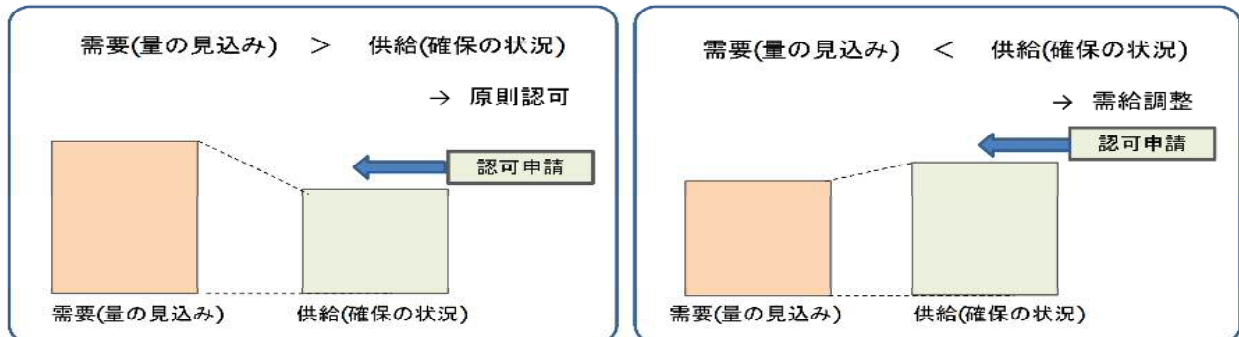 需要(量の見込み) > 供給(確保の状況)
→ 原則認可
認可申請
需要(量の見込み) 供給(確保の状況)
需要(量の見込み) < 供給(確保の状況)
→ 需給調整
認可申請
需要(量の見込み) 供給(確保の状況)